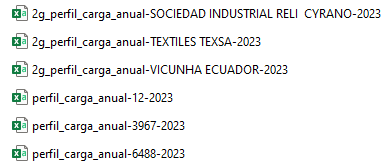 2g_perfil_carga_anual-SOCIEDAD INDUSTRIAL RELI  CYRANO-2023
2g_perfil_carga_anual-TEXTILES TEXSA-2023
2g_perfil_carga_anual-VICUNHA ECUADOR-2023
perfil_carga_anual-12-2023
perfil_carga_anual-3967-2023
perfil_carga_anual-6488-2023